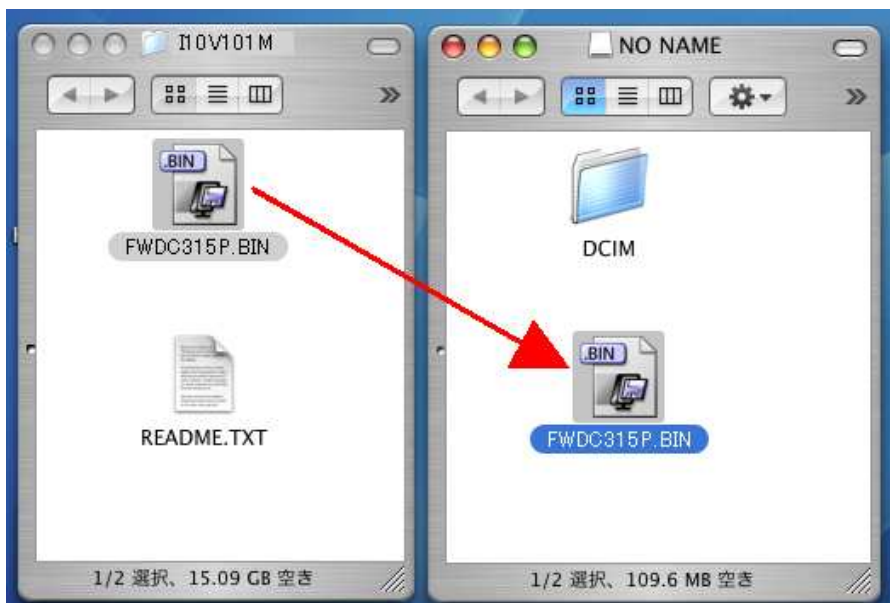 I10V101M
.BIN
FWDC315P.BIN
README.TXT
1/2 選択、15.09 GB 空き
NO NAME
DCIM
.BIN
FWDC315P.BIN
1/2 選択、109.6 MB 空き